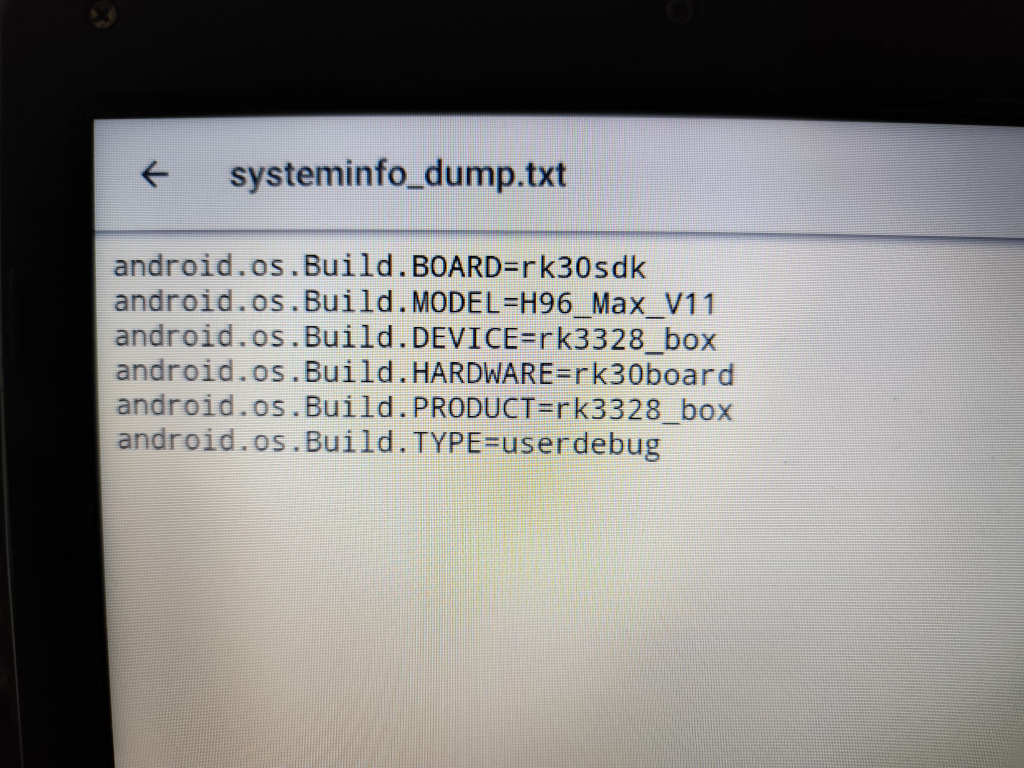 systeminfo_dump.txt
android.os.Build.BOARD=rk30sdk
android.os.Build.MODEL=H96_Max_V11
android.os.Build.DEVICE=rk3328_box
android.os.Build.HARDWARE=rk30board
android.os.Build.PRODUCT=rk3328_box
android.os.Build.TYPE=userdebug